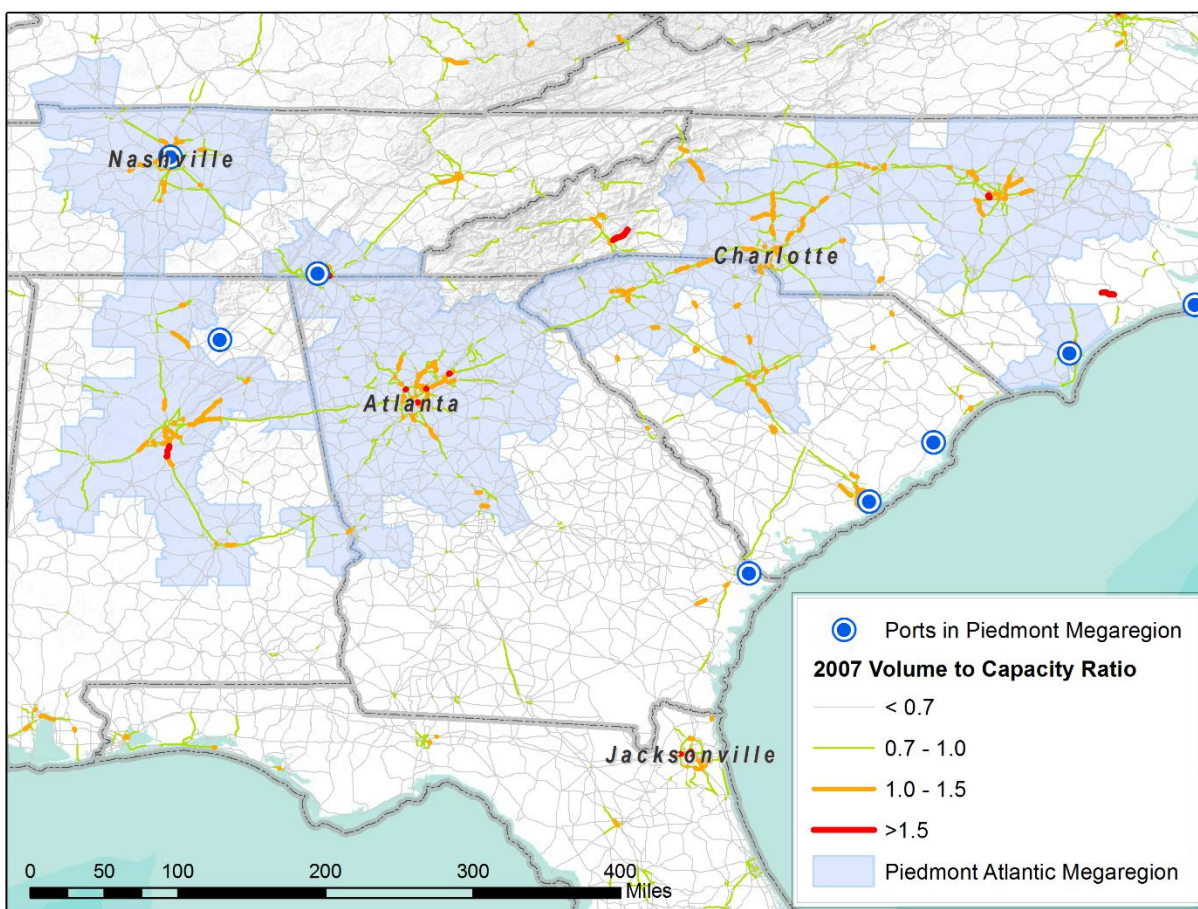 Nashville
Charlotte
Atlanta
Jacksonville
Ports in Piedmont Megaregion
2007 Volume to Capacity Ratio
< 0.7
0.7 - 1.0
1.0 - 1.5
>1.5
Piedmont Atlantic Megaregion
0 50 100 200 300 400
Miles